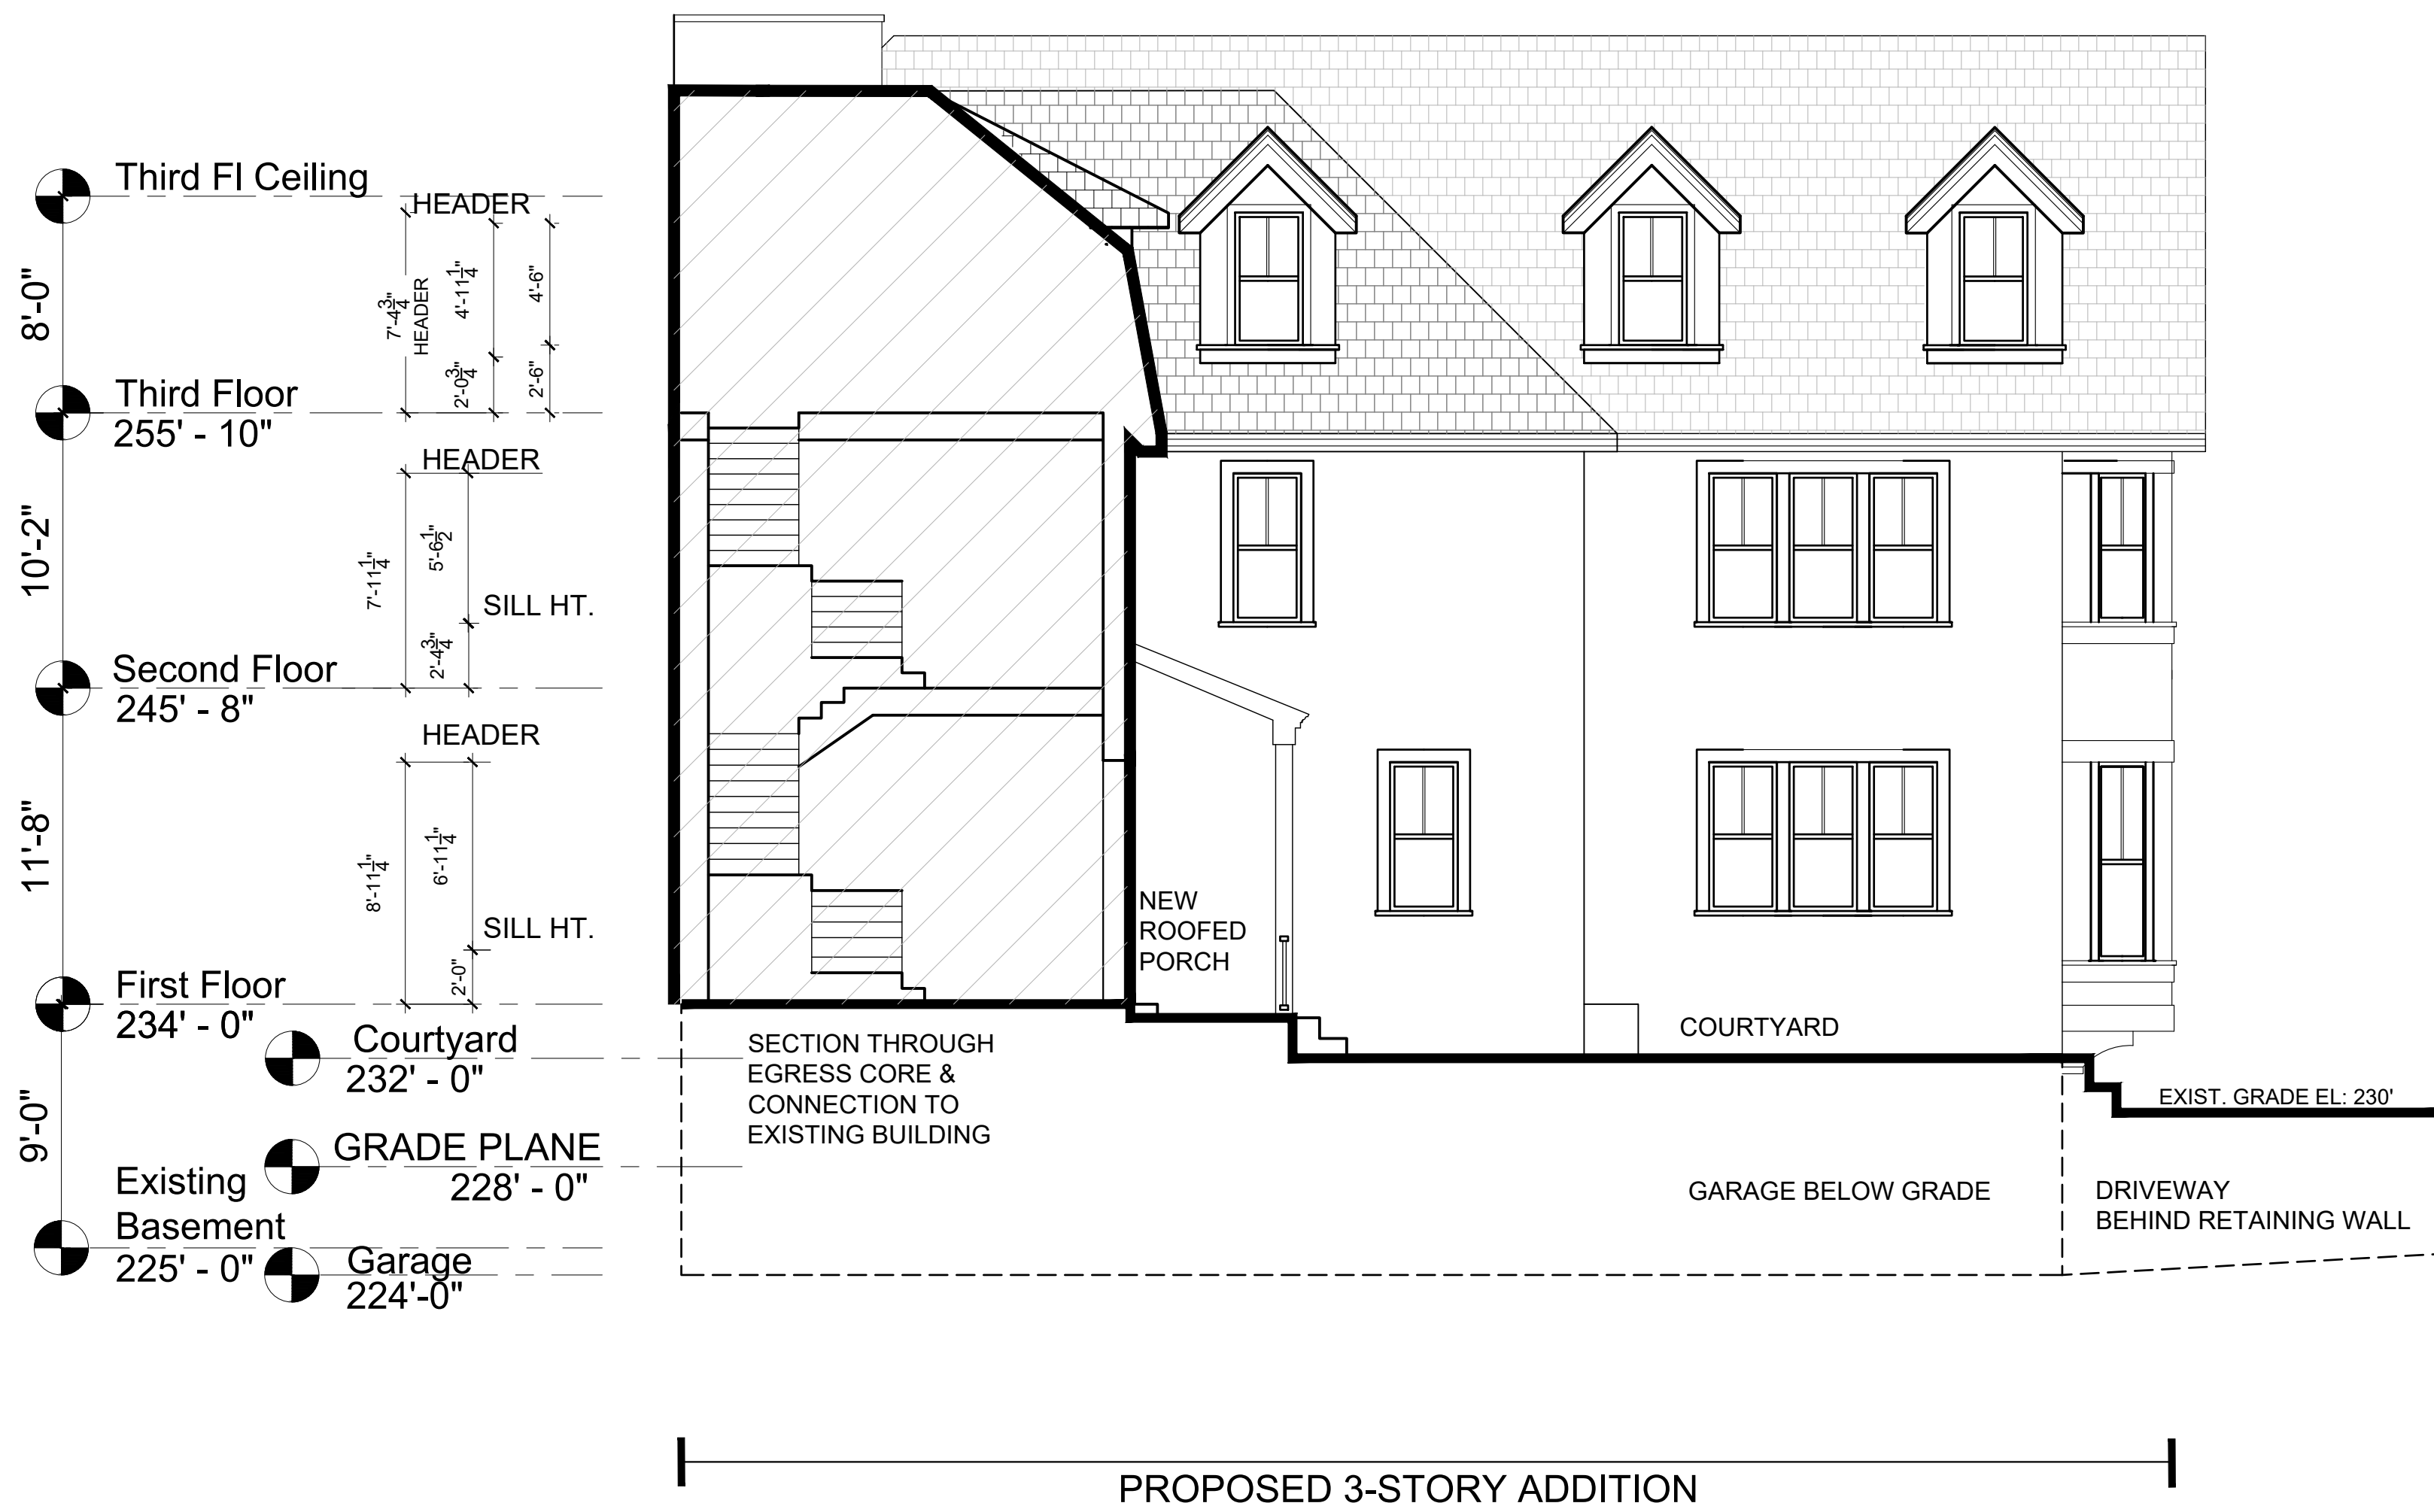 Third Fl Ceiling
HEADER
8'-0"
7'-4 3/4"
HEADER
4'-11 1/4"
4'-6"
2'-0 3/4"
2'-6"
Third Floor
255' - 10"
HEADER
10'-2"
7'-11 1/4"
5'-6 1/2"
SILL HT.
2'-4 3/4"
Second Floor
245' - 8"
HEADER
11'-8"
8'-11 1/4"
6'-11 1/4"
SILL HT.
2'-0"
First Floor
234' - 0"
Courtyard
232' - 0"
9'-0"
GRADE PLANE
228' - 0"
Existing
Basement
225' - 0"
Garage
224'-0"
NEW
ROOFED
PORCH
SECTION THROUGH
EGRESS CORE &
CONNECTION TO
EXISTING BUILDING
COURTYARD
EXIST. GRADE EL: 230'
GARAGE BELOW GRADE
DRIVEWAY
BEHIND RETAINING WALL
PROPOSED 3-STORY ADDITION